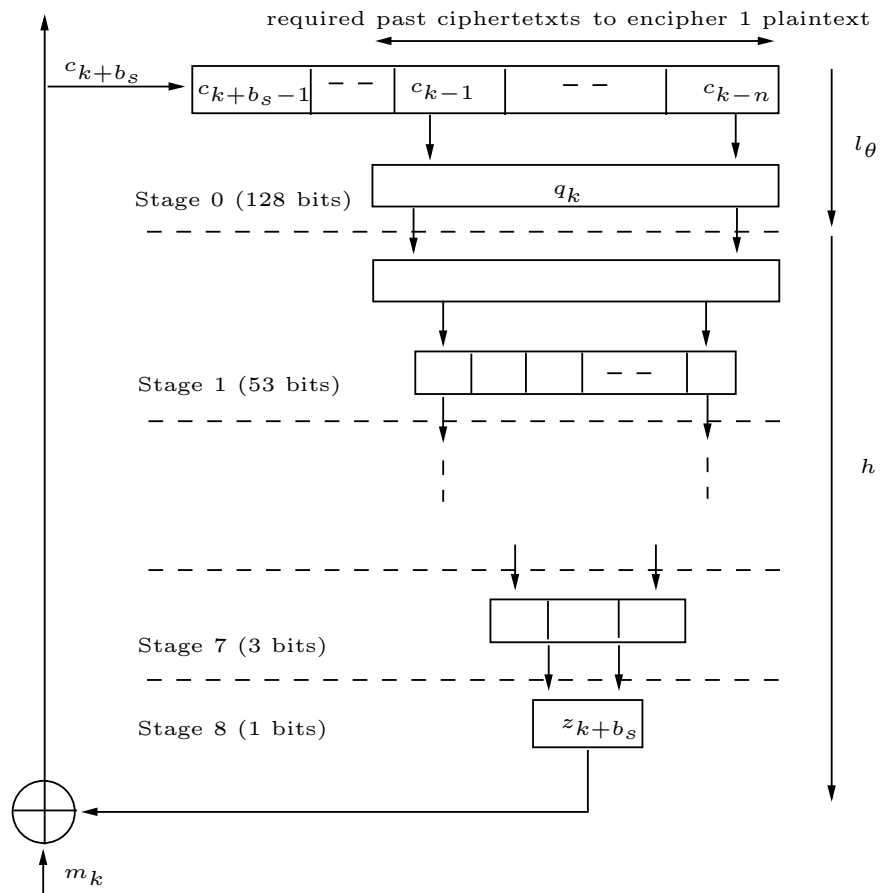 required past ciphertetxts to encipher 1 plaintext
c_{k+b_s}
c_{k+b_s-1} – – c_{k-1} – – c_{k-n}
l_θ
q_k
Stage 0 (128 bits)
Stage 1 (53 bits)
– –
h
Stage 7 (3 bits)
Stage 8 (1 bits)
z_{k+b_s}
m_k